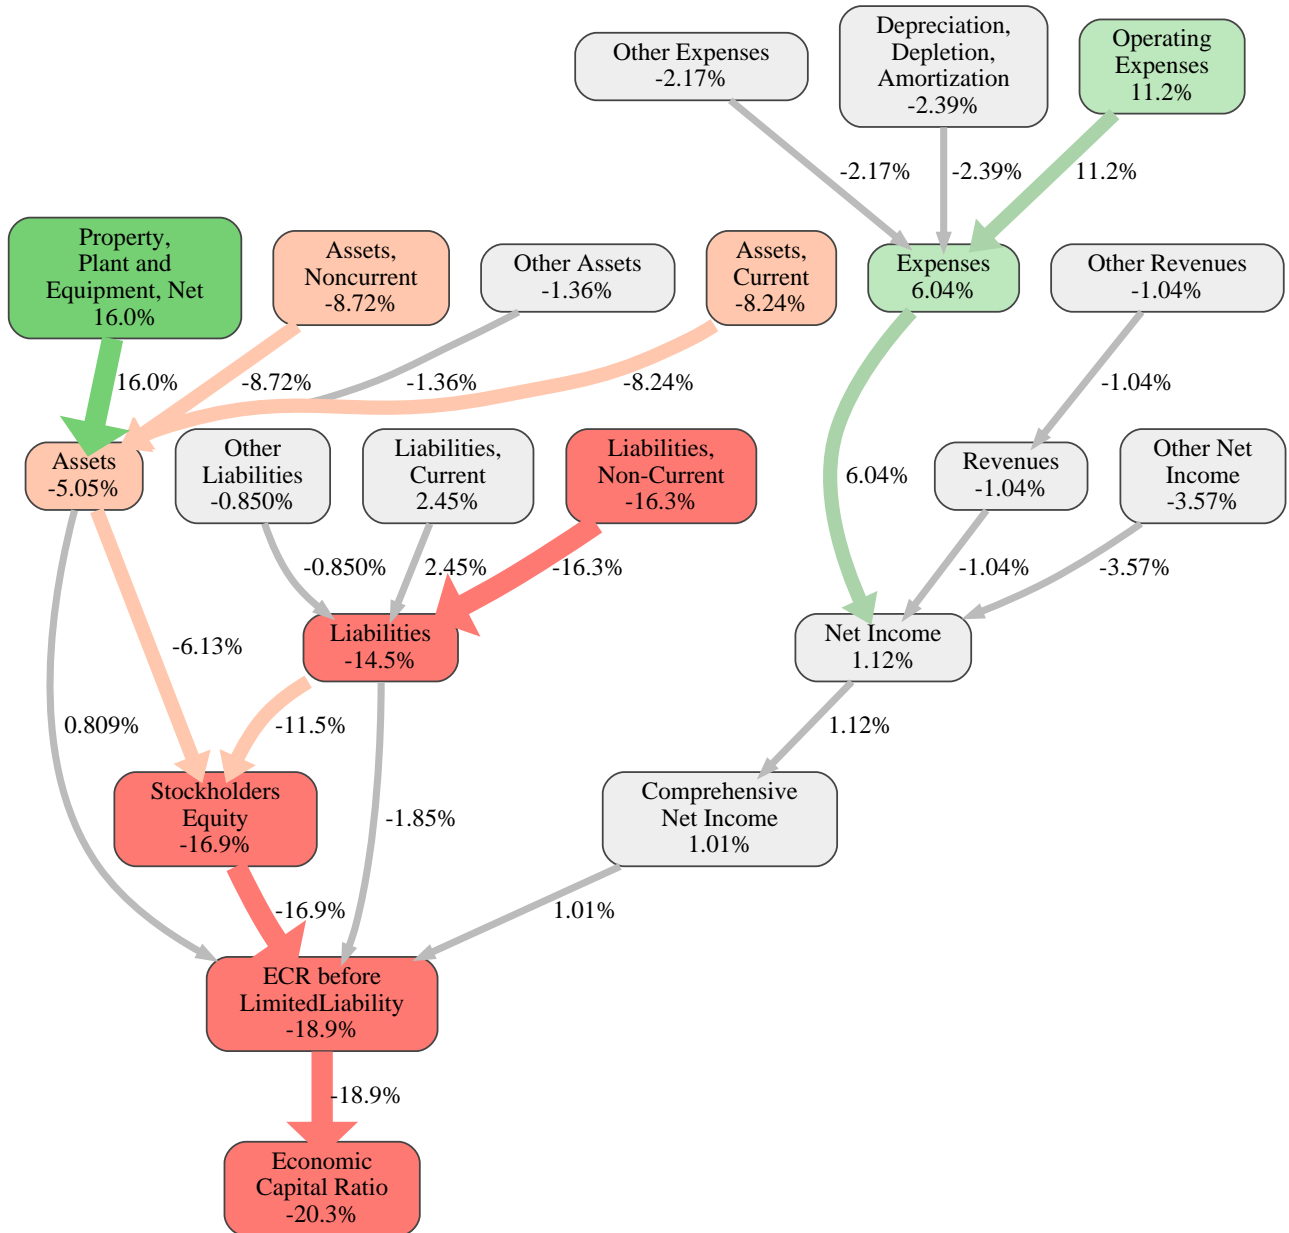 Other Expenses
-2.17%
Depreciation,
Depletion,
Amortization
-2.39%
Operating
Expenses
11.2%
-2.17%
-2.39%
11.2%
Property,
Plant and
Equipment, Net
16.0%
Assets,
Noncurrent
-8.72%
Other Assets
-1.36%
Assets,
Current
-8.24%
Expenses
6.04%
Other Revenues
-1.04%
16.0%
-8.72%
-1.36%
-8.24%
-1.04%
Assets
-5.05%
Other
Liabilities
-0.850%
Liabilities,
Current
2.45%
Liabilities,
Non-Current
-16.3%
6.04%
Revenues
-1.04%
Other Net
Income
-3.57%
-0.850%
2.45%
-16.3%
-1.04%
-3.57%
-6.13%
Liabilities
-14.5%
Net Income
1.12%
0.809%
-11.5%
1.12%
Stockholders
Equity
-16.9%
-1.85%
Comprehensive
Net Income
1.01%
-16.9%
1.01%
ECR before
LimitedLiability
-18.9%
-18.9%
Economic
Capital Ratio
-20.3%